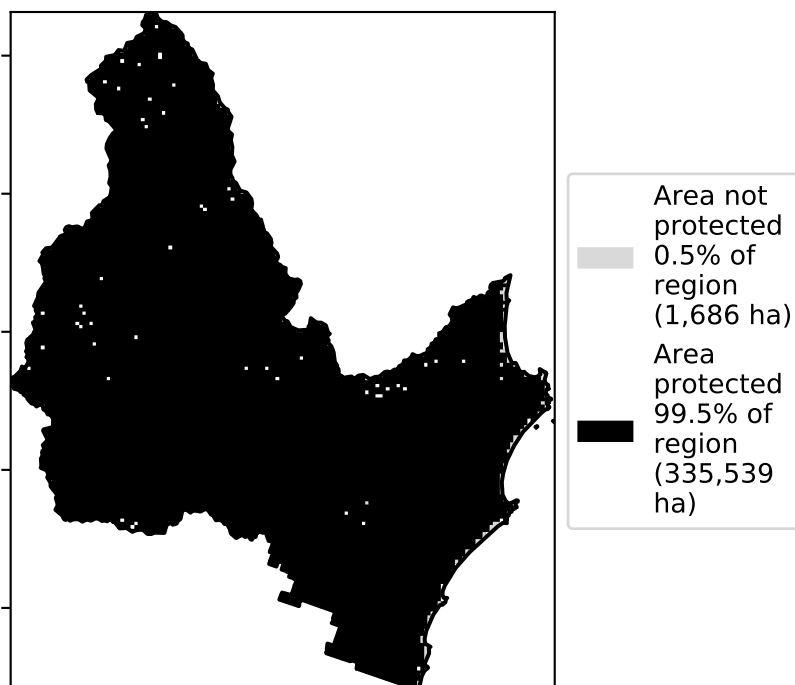 Area not
protected
0.5% of
region
(1,686 ha)
Area
protected
99.5% of
region
(335,539
ha)